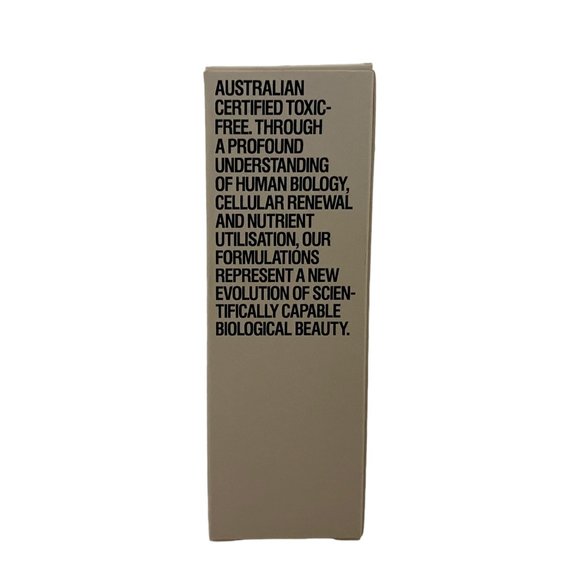 AUSTRALIAN
CERTIFIED TOXIC-
FREE. THROUGH
A PROFOUND
UNDERSTANDING
OF HUMAN BIOLOGY,
CELLULAR RENEWAL
AND NUTRIENT
UTILISATION, OUR
FORMULATIONS
REPRESENT A NEW
EVOLUTION OF SCIEN-
TIFICALLY CAPABLE
BIOLOGICAL BEAUTY.